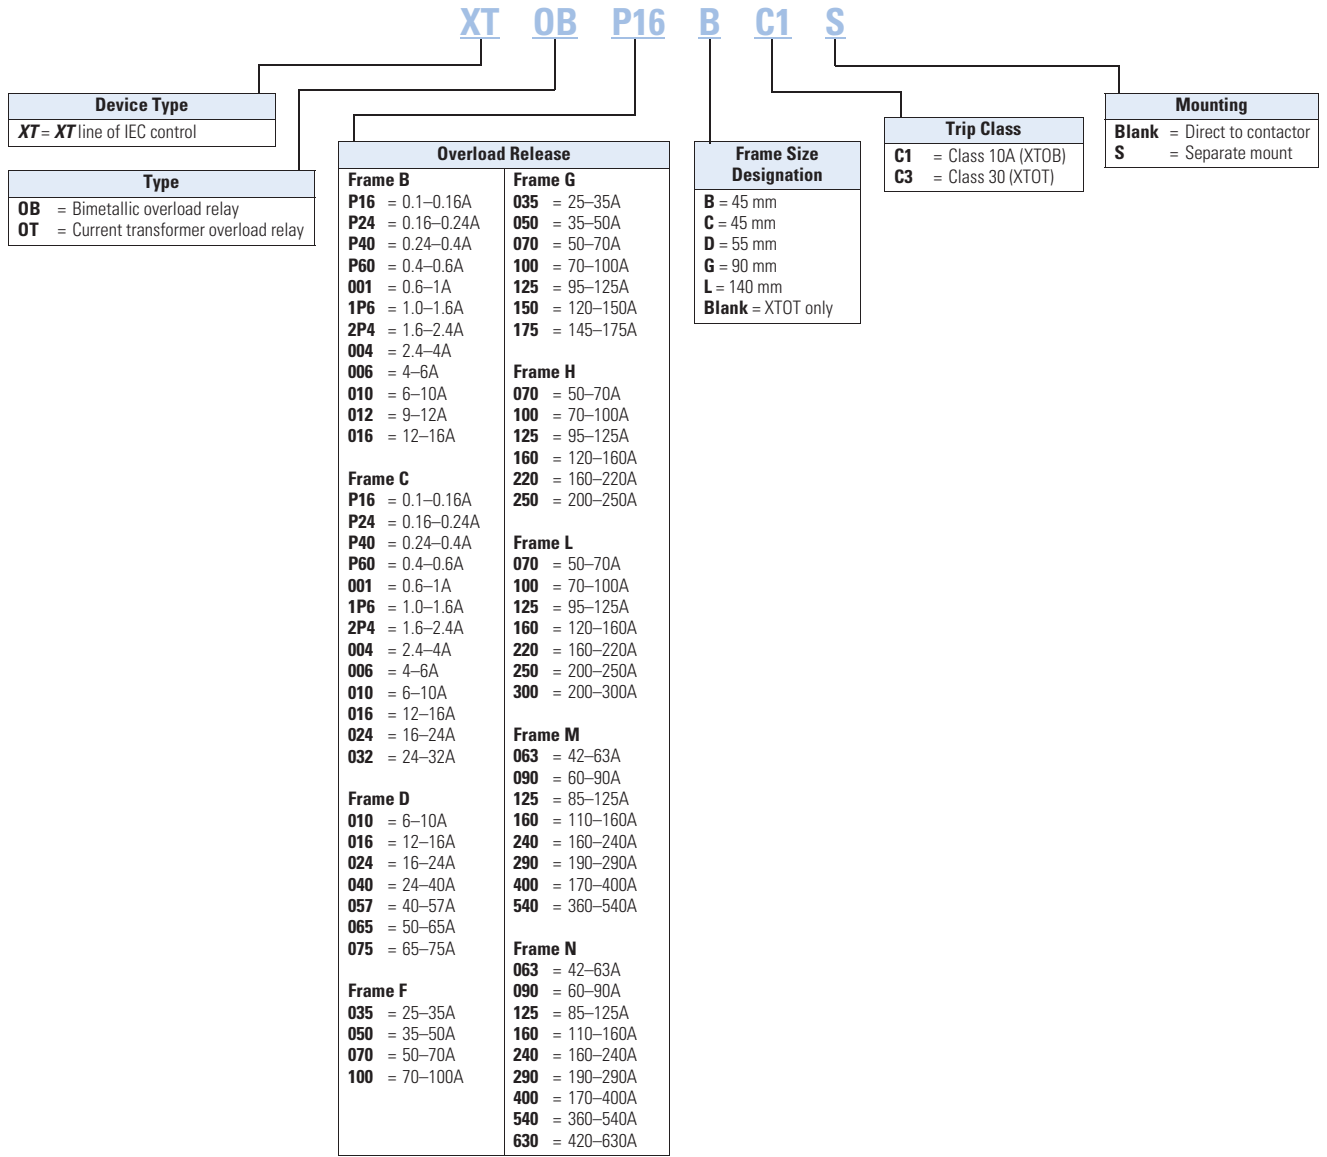 XT OB P16 B C1 S
Device Type
XT = XT line of IEC control
Type
OB = Bimetallic overload relay
OT = Current transformer overload relay
Overload Release
Frame B
P16 = 0.1–0.16A
P24 = 0.16–0.24A
P40 = 0.24–0.4A
P60 = 0.4–0.6A
001 = 0.6–1A
1P6 = 1.0–1.6A
2P4 = 1.6–2.4A
004 = 2.4–4A
006 = 4–6A
010 = 6–10A
012 = 9–12A
016 = 12–16A
Frame C
P16 = 0.1–0.16A
P24 = 0.16–0.24A
P40 = 0.24–0.4A
P60 = 0.4–0.6A
001 = 0.6–1A
1P6 = 1.0–1.6A
2P4 = 1.6–2.4A
004 = 2.4–4A
006 = 4–6A
010 = 6–10A
016 = 12–16A
024 = 16–24A
032 = 24–32A
Frame D
010 = 6–10A
016 = 12–16A
024 = 16–24A
040 = 24–40A
057 = 40–57A
065 = 50–65A
075 = 65–75A
Frame F
035 = 25–35A
050 = 35–50A
070 = 50–70A
100 = 70–100A
Frame G
035 = 25–35A
050 = 35–50A
070 = 50–70A
100 = 70–100A
125 = 95–125A
150 = 120–150A
175 = 145–175A
Frame H
070 = 50–70A
100 = 70–100A
125 = 95–125A
160 = 120–160A
220 = 160–220A
250 = 200–250A
Frame L
070 = 50–70A
100 = 70–100A
125 = 95–125A
160 = 120–160A
220 = 160–220A
250 = 200–250A
300 = 200–300A
Frame M
063 = 42–63A
090 = 60–90A
125 = 85–125A
160 = 110–160A
240 = 160–240A
290 = 190–290A
400 = 170–400A
540 = 360–540A
Frame N
063 = 42–63A
090 = 60–90A
125 = 85–125A
160 = 110–160A
240 = 160–240A
290 = 190–290A
400 = 170–400A
540 = 360–540A
630 = 420–630A
Frame Size
Designation
B = 45 mm
C = 45 mm
D = 55 mm
G = 90 mm
L = 140 mm
Blank = XTOT only
Trip Class
C1 = Class 10A (XTOB)
C3 = Class 30 (XTOT)
Mounting
Blank = Direct to contactor
S = Separate mount